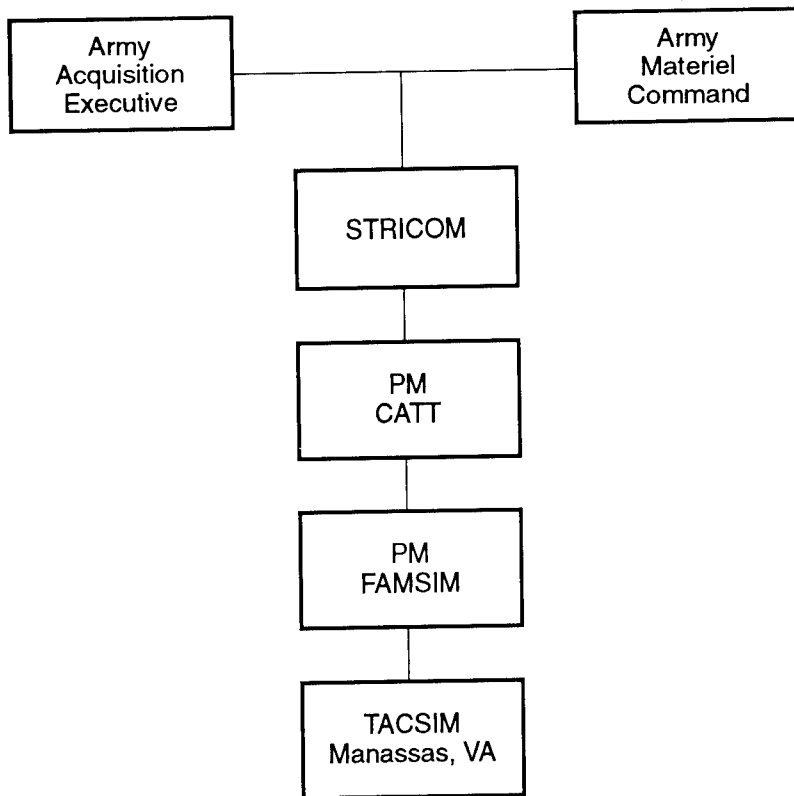 Army
Acquisition
Executive
Army
Materiel
Command
STRICOM
PM
CATT
PM
FAMSIM
TACSIM
Manassas, VA